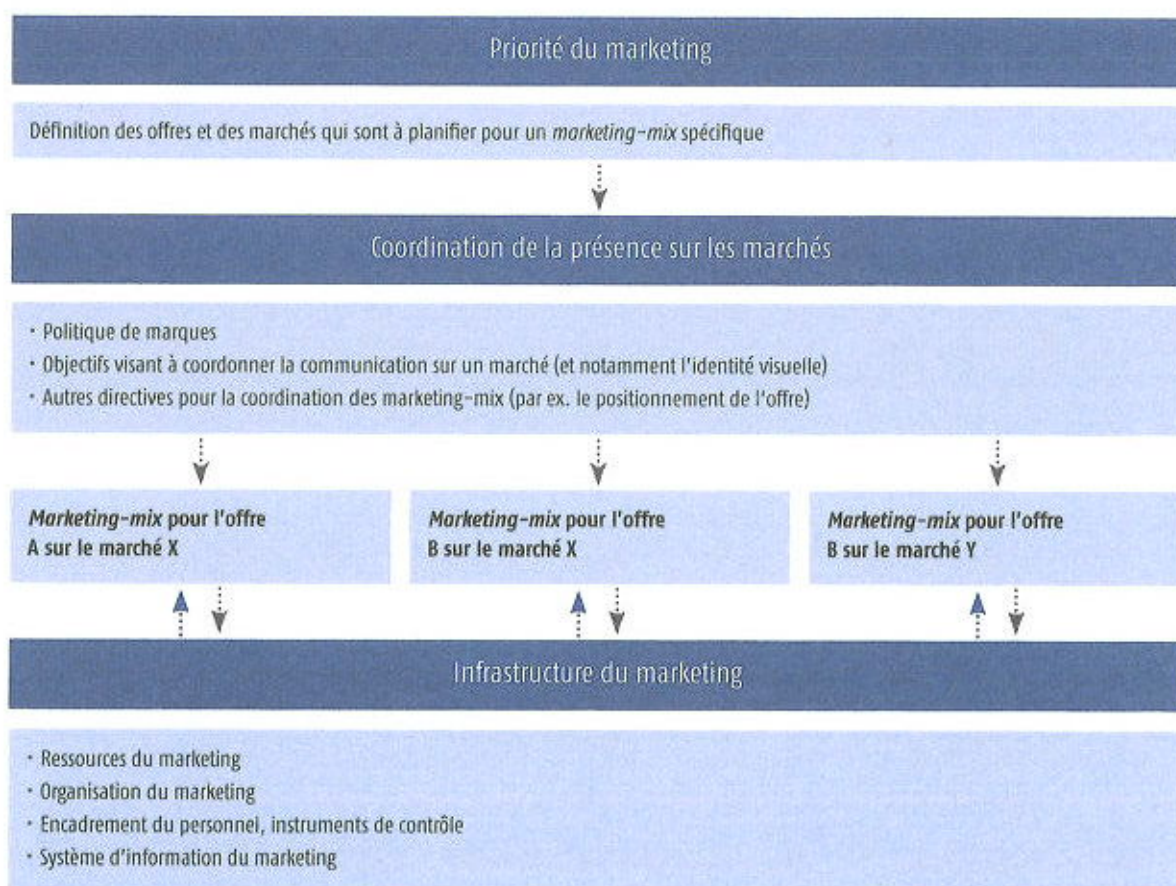 Priorité du marketing
Définition des offres et des marchés qui sont à planifier pour un marketing-mix spécifique
Coordination de la présence sur les marchés
· Politique de marques
· Objectifs visant à coordonner la communication sur un marché (et notamment l'identité visuelle)
· Autres directives pour la coordination des marketing-mix (par ex. le positionnement de l'offre)
Marketing-mix pour l'offre
A sur le marché X
Marketing-mix pour l'offre
B sur le marché X
Marketing-mix pour l'offre
B sur le marché Y
Infrastructure du marketing
· Ressources du marketing
· Organisation du marketing
· Encadrement du personnel, instruments de contrôle
· Système d'information du marketing